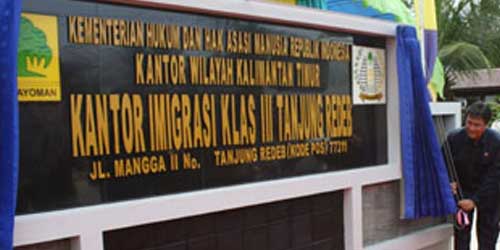 KEMENTERIAN HUKUM DAN HAK ASASI MANUSIA REPUBLIK INDONESIA
KANTOR WILAYAH KALIMANTAN TIMUR
KANTOR IMIGRASI KLAS III TANJUNG REDEB
JL. MANGGA II No. TANJUNG REDEB (KODE POS) 77311
AYOMAN